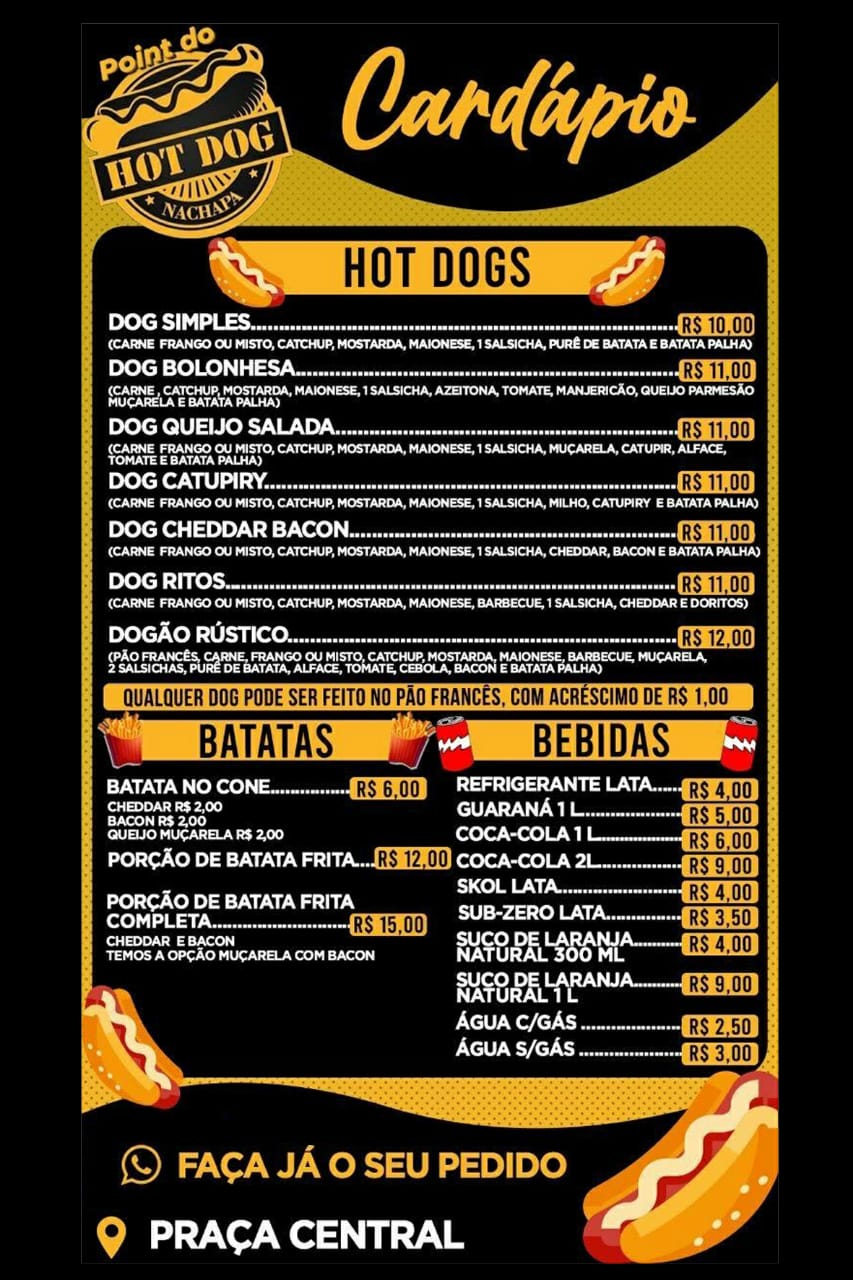 Point do
HOT DOG
NACHAPA
Cardápio
HOT DOGS
DOG SIMPLES........ R$ 10,00
(CARNE FRANGO OU MISTO, CATCHUP, MOSTARDA, MAIONESE, 1 SALSICHA, PURÊ DE BATATA E BATATA PALHA)
DOG BOLONHESA........ R$ 11,00
(CARNE, CATCHUP, MOSTARDA, MAIONESE, 1 SALSICHA, AZEITONA, TOMATE, MANJERICÃO, QUEIJO PARMESÃO
MUÇARELA E BATATA PALHA)
DOG QUEIJO SALADA........ R$ 11,00
(CARNE FRANGO OU MISTO, CATCHUP, MOSTARDA, MAIONESE, 1 SALSICHA, MUÇARELA, CATUPIR, ALFACE,
TOMATE E BATATA PALHA)
DOG CATUPIRY........ R$ 11,00
(CARNE FRANGO OU MISTO, CATCHUP, MOSTARDA, MAIONESE, 1 SALSICHA, MILHO, CATUPIRY E BATATA PALHA)
DOG CHEDDAR BACON........ R$ 11,00
(CARNE FRANGO OU MISTO, CATCHUP, MOSTARDA, MAIONESE, 1 SALSICHA, CHEDDAR, BACON E BATATA PALHA)
DOG RITOS........ R$ 11,00
(CARNE FRANGO OU MISTO, CATCHUP, MOSTARDA, MAIONESE, BARBECUE, 1 SALSICHA, CHEDDAR E DORITOS)
DOGÃO RÚSTICO........ R$ 12,00
(PÃO FRANCÊS, CARNE, FRANGO OU MISTO, CATCHUP, MOSTARDA, MAIONESE, BARBECUE, MUÇARELA,
2 SALSICHAS, PURÊ DE BATATA, ALFACE, TOMATE, CEBOLA, BACON E BATATA PALHA)
QUALQUER DOG PODE SER FEITO NO PÃO FRANCÊS, COM ACRÉSCIMO DE R$ 1,00
BATATAS
BATATA NO CONE........ R$ 6,00
CHEDDAR R$ 2,00
BACON R$ 2,00
QUEIJO MUÇARELA R$ 2,00
PORÇÃO DE BATATA FRITA.... R$ 12,00
PORÇÃO DE BATATA FRITA
COMPLETA........ R$ 15,00
CHEDDAR E BACON
TEMOS A OPÇÃO MUÇARELA COM BACON
BEBIDAS
REFRIGERANTE LATA...... R$ 4,00
GUARANÁ 1 L........ R$ 5,00
COCA-COLA 1 L........ R$ 6,00
COCA-COLA 2L........ R$ 9,00
SKOL LATA........ R$ 4,00
SUB-ZERO LATA........ R$ 3,50
SUCO DE LARANJA........ R$ 4,00
NATURAL 300 ML
SUCO DE LARANJA........ R$ 9,00
NATURAL 1 L
ÁGUA C/GÁS ........ R$ 2,50
ÁGUA S/GÁS ........ R$ 3,00
FAÇA JÁ O SEU PEDIDO
PRAÇA CENTRAL